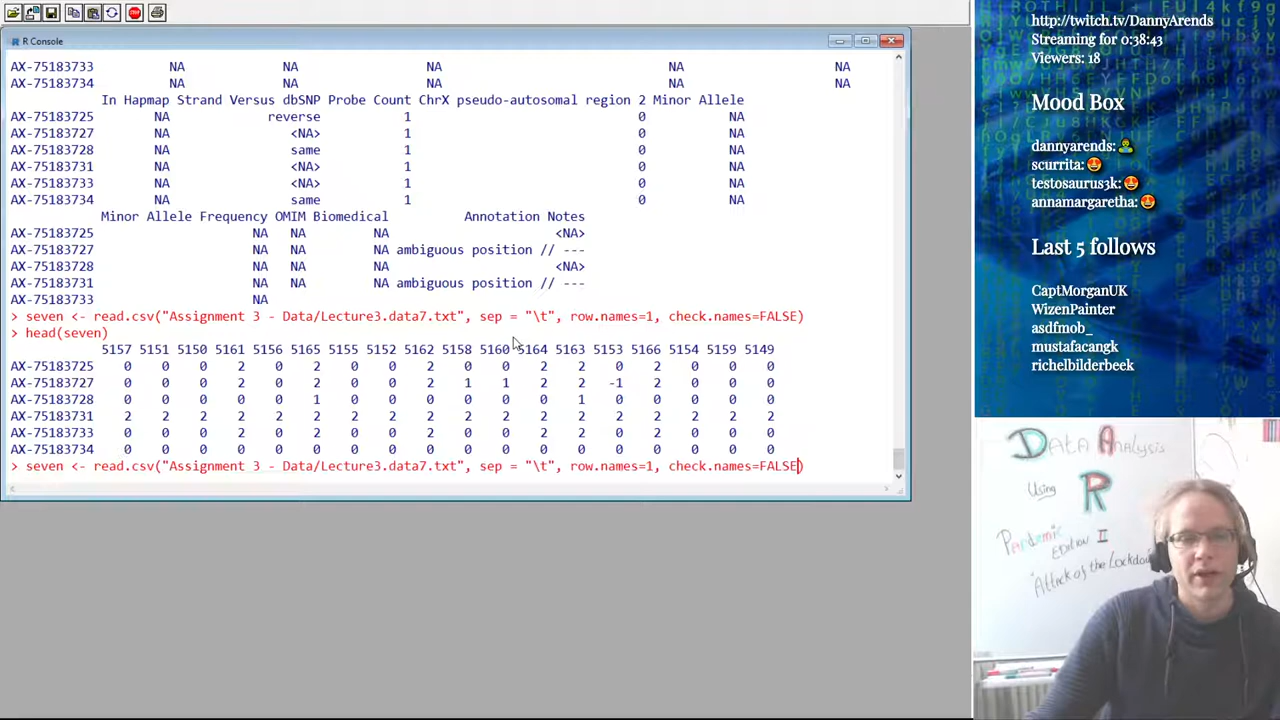 R Console
AX-75183733 NA NA NA NA NA
AX-75183734 NA NA NA NA NA
In Hapmap Strand Versus dbSNP Probe Count ChrX pseudo-autosomal region 2 Minor Allele
AX-75183725 NA reverse 1 0 NA
AX-75183727 NA <NA> 1 0 NA
AX-75183728 NA same 1 0 NA
AX-75183731 NA <NA> 1 0 NA
AX-75183733 NA <NA> 1 0 NA
AX-75183734 NA same 1 0 NA
Minor Allele Frequency OMIM Biomedical Annotation Notes
AX-75183725 NA NA NA <NA>
AX-75183727 NA NA NA ambiguous position // ---
AX-75183728 NA NA NA <NA>
AX-75183731 NA NA NA ambiguous position // ---
AX-75183733 NA
> seven <- read.csv("Assignment 3 - Data/Lecture3.data7.txt", sep = "\t", row.names=1, check.names=FALSE)
> head(seven)
5157 5151 5150 5161 5156 5165 5155 5152 5162 5158 5160 5164 5163 5153 5166 5154 5159 5149
AX-75183725 0 0 0 2 0 2 0 0 2 0 0 2 2 0 2 0 0 0
AX-75183727 0 0 0 2 0 2 0 0 2 1 1 2 2 -1 2 0 0 0
AX-75183728 0 0 0 0 0 1 0 0 0 0 0 0 1 0 0 0 0 0
AX-75183731 2 2 2 2 2 2 2 2 2 2 2 2 2 2 2 2 2 2
AX-75183733 0 0 0 2 0 2 0 0 2 0 0 2 2 0 2 0 0 0
AX-75183734 0 0 0 0 0 0 0 0 0 0 0 0 0 0 0 0 0 0
> seven <- read.csv("Assignment 3 - Data/Lecture3.data7.txt", sep = "\t", row.names=1, check.names=FALSE)
http://twitch.tv/DannyArends
Streaming for 0:38:43
Viewers: 18
Mood Box
dannyarends:
scurrita:
testosaurus3k:
annamargaretha:
Last 5 follows
CaptMorganUK
WizenPainter
asdfmob_
mustafacangk
richelbilderbeek
Data Analysis
Using R
Pandemic
Edition II
"Attack of the Lockdow
STOP